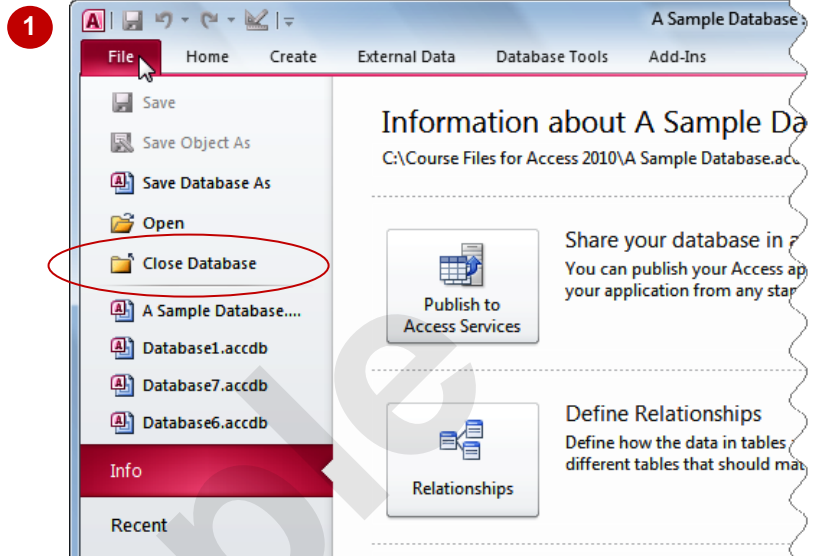 1
A Sample Database
File Home Create External Data Database Tools Add-Ins
Save
Save Object As
Save Database As
Open
Close Database
A Sample Database....
Database1.accdb
Database7.accdb
Database6.accdb
Info
Recent
Information about A Sample Da
C:\Course Files for Access 2010\A Sample Database.acc
Publish to
Access Services
Share your database in a
You can publish your Access ap
your application from any star
Relationships
Define Relationships
Define how the data in tables
different tables that should mat
ple